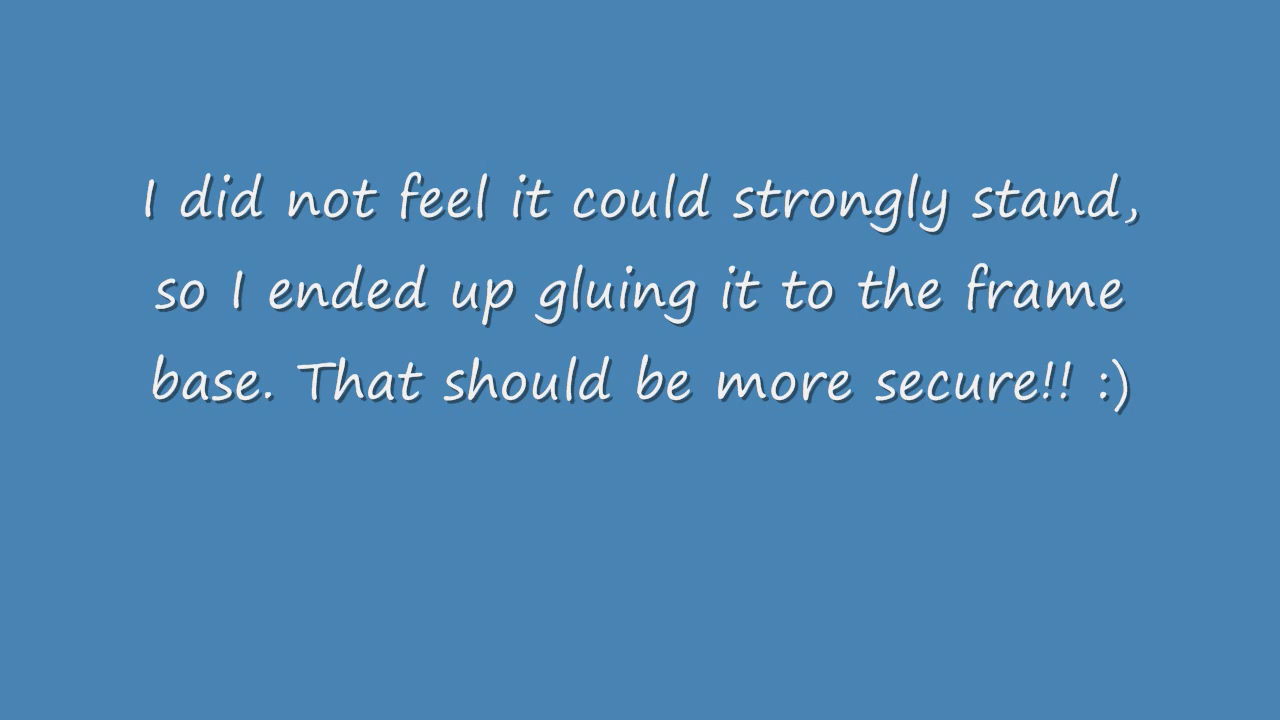 I did not feel it could strongly stand,
so I ended up gluing it to the frame
base. That should be more secure!! :)